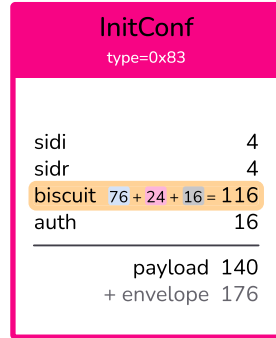 InitConf
type=0x83
sidi 4
sidr 4
biscuit 76 + 24 + 16 = 116
auth 16
payload 140
+ envelope 176